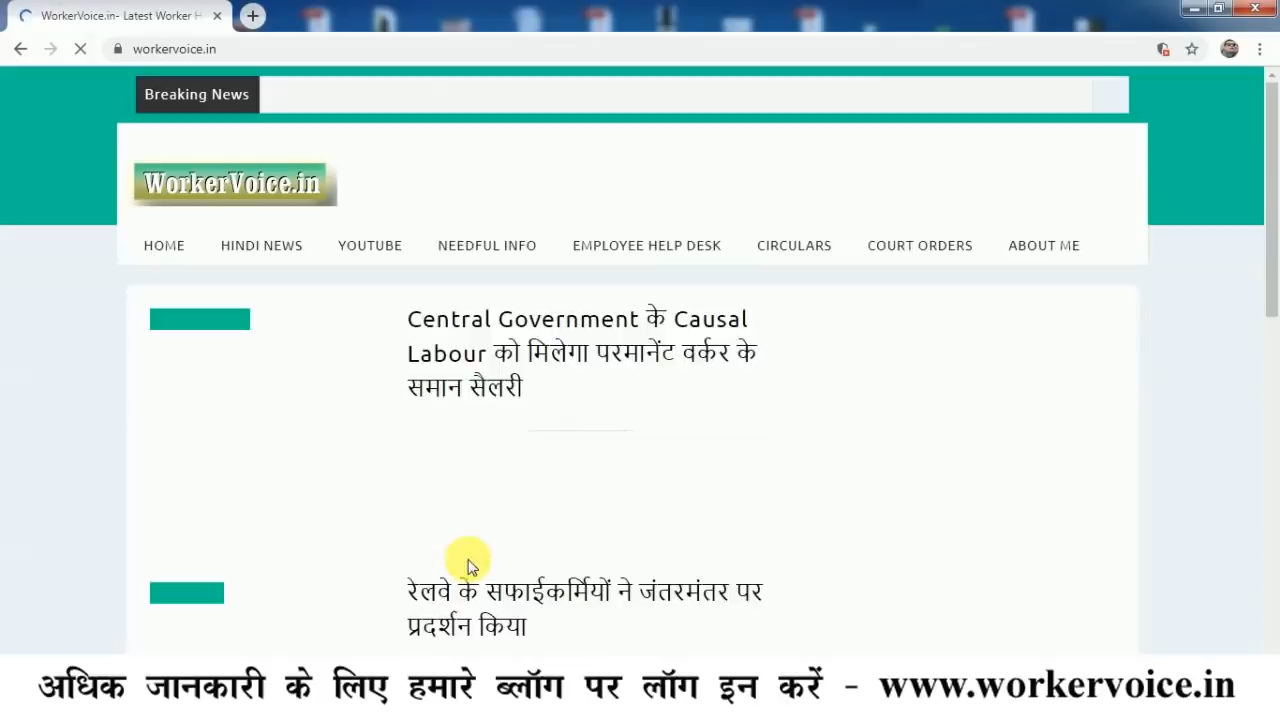 WorkerVoice.in- Latest Worker H
workervoice.in
Breaking News
WorkerVoice.in
HOME HINDI NEWS YOUTUBE NEEDFUL INFO EMPLOYEE HELP DESK CIRCULARS COURT ORDERS ABOUT ME
Central Government के Causal
Labour को मिलेगा परमानेंट वर्कर के
समान सैलरी
रेलवे के सफाईकर्मियों ने जंतरमंतर पर
प्रदर्शन किया
अधिक जानकारी के लिए हमारे ब्लॉग पर लॉग इन करें - www.workervoice.in